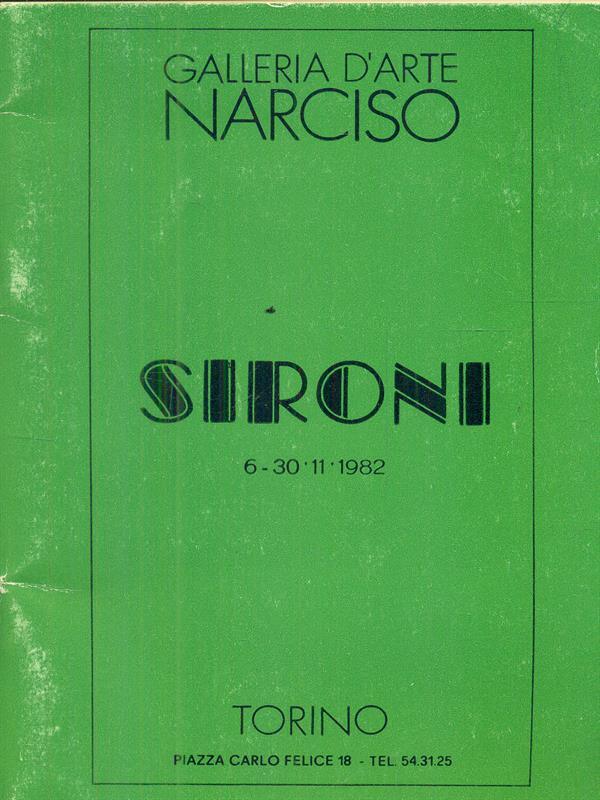 GALLERIA D'ARTE
NARCISO
SIRONI
6-30·11·1982
TORINO
PIAZZA CARLO FELICE 18 - TEL. 54.31.25